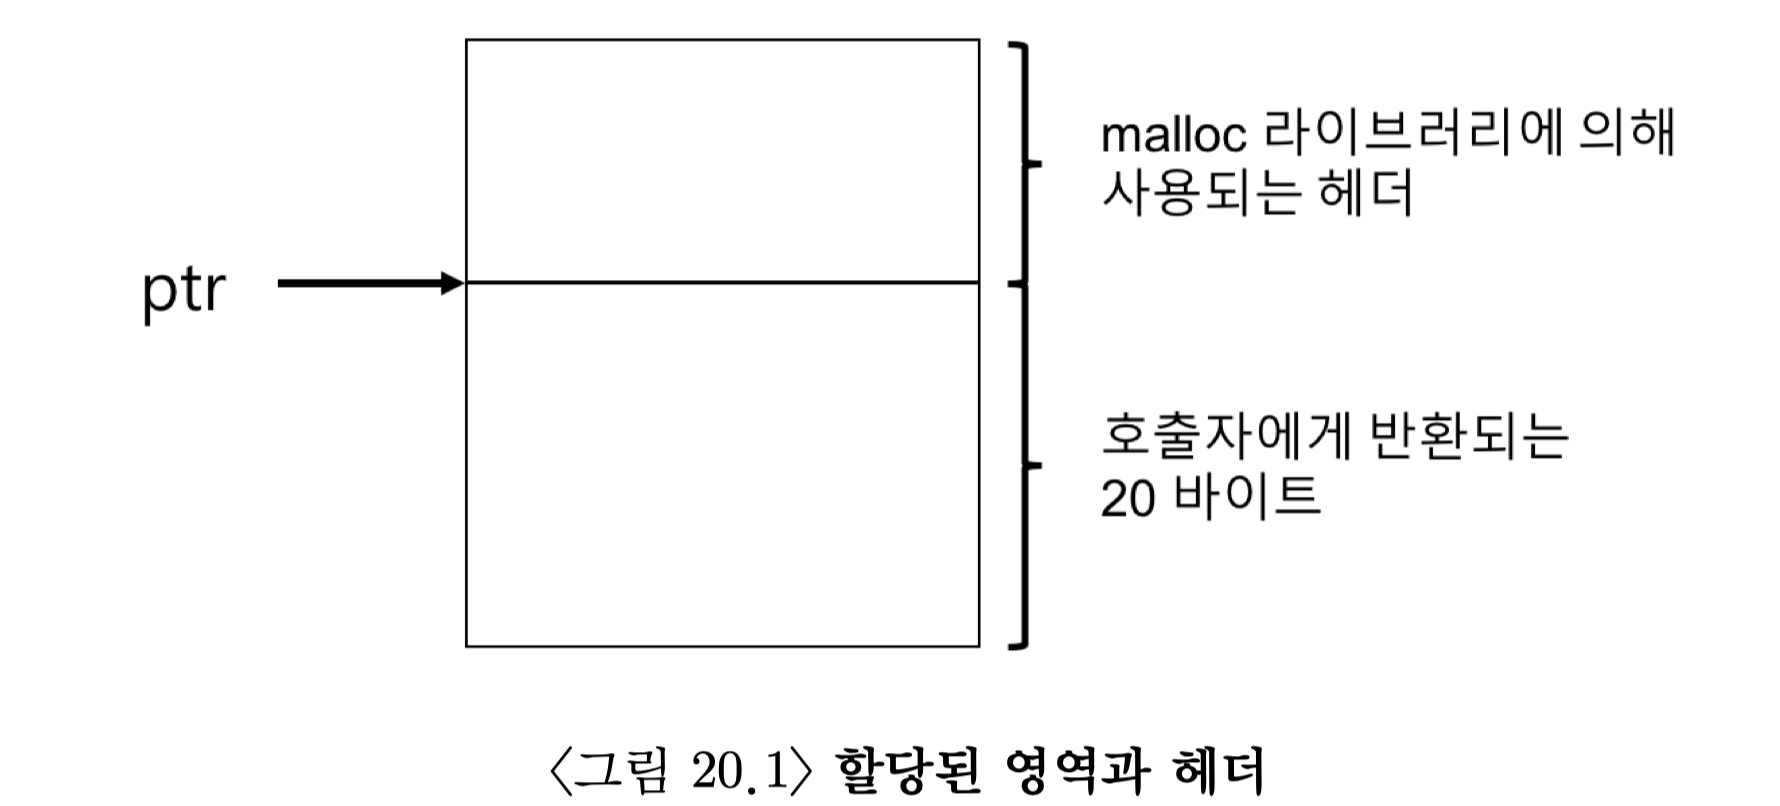 malloc 라이브러리에 의해
사용되는 헤더
ptr
호출자에게 반환되는
20 바이트
〈그림 20.1〉 할당된 영역과 헤더